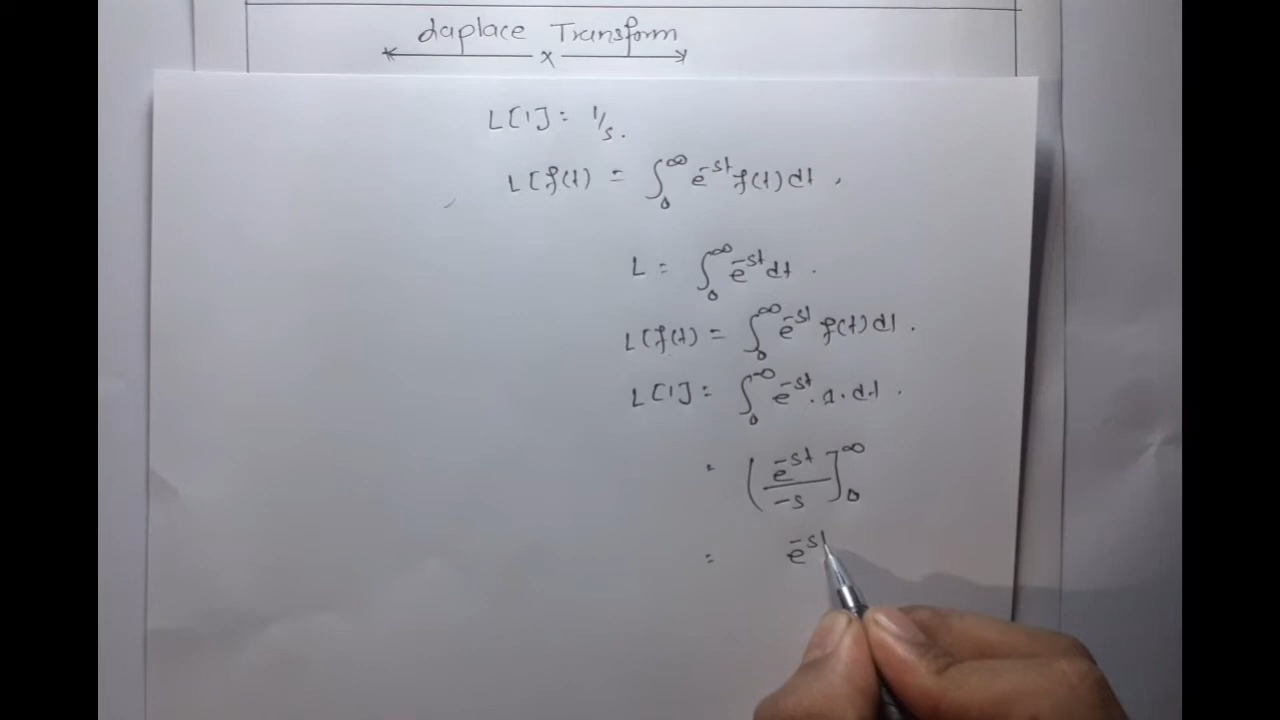 Laplace Transform
x
L[1] = 1/s.
L[f(t) = ∫₀^∞ e^-st f(t) dt,
L = ∫₀^∞ e^-st dt.
L[f(t) = ∫₀^∞ e^-st f(t) dt.
L[1] = ∫₀^∞ e^-st . 1 . dt.
= (e^-st / -s]₀^∞
= e^-st